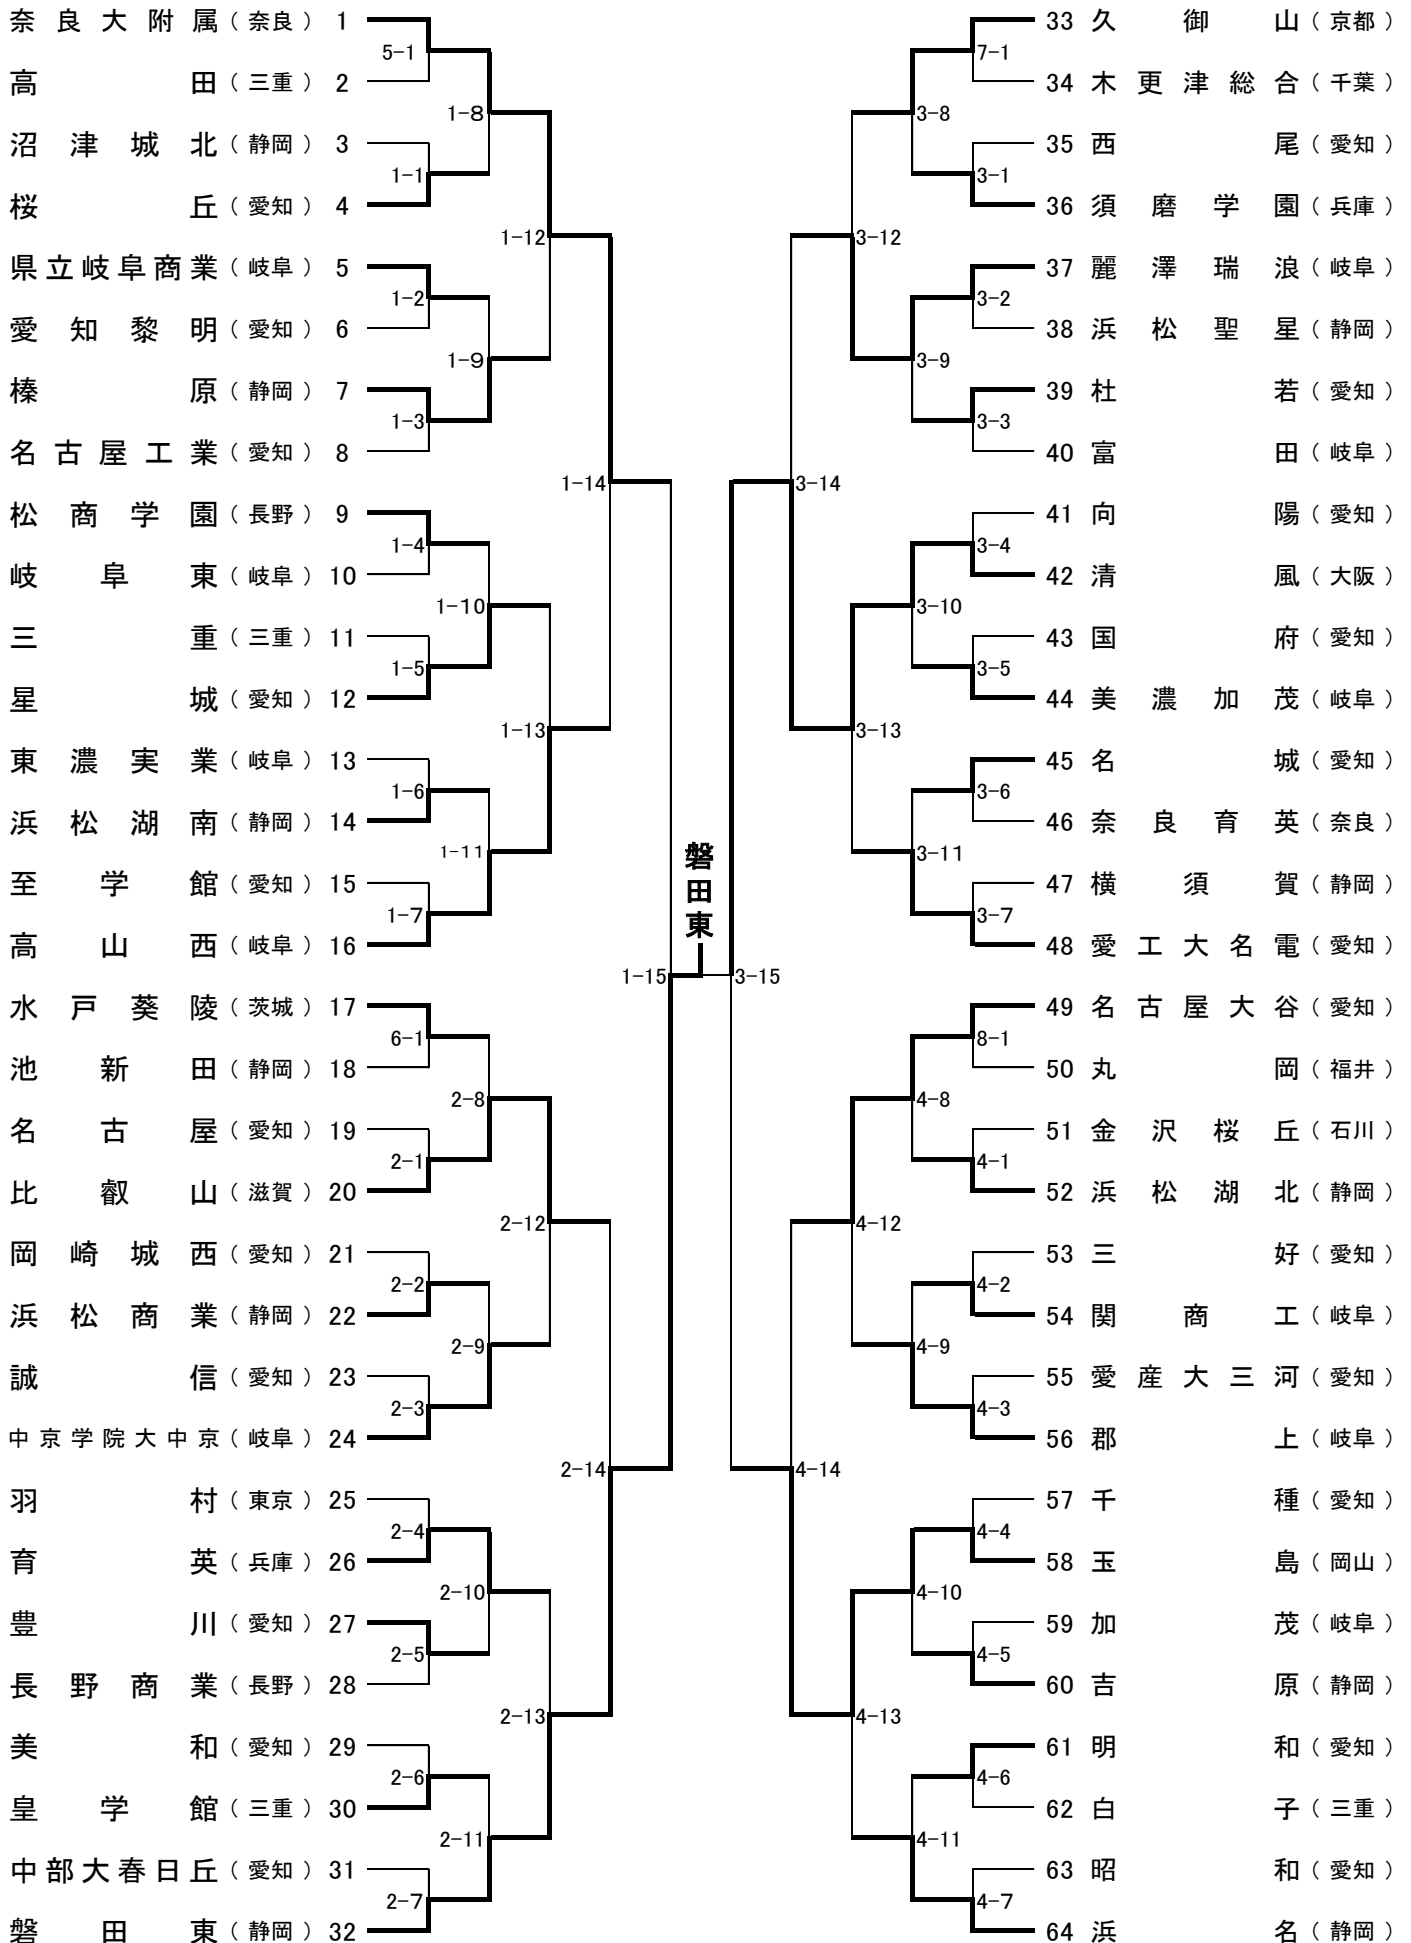 奈良大附属（奈良）1
5-1
高田（三重）2
1-8
沼津城北（静岡）3
1-1
桜丘（愛知）4
1-12
県立岐阜商業（岐阜）5
1-2
愛知黎明（愛知）6
1-9
榛原（静岡）7
1-3
名古屋工業（愛知）8
1-14
松商学園（長野）9
1-4
岐阜東（岐阜）10
1-10
三重（三重）11
1-5
星城（愛知）12
1-13
東濃実業（岐阜）13
1-6
浜松湖南（静岡）14
1-11
至学館（愛知）15
1-7
高山西（岐阜）16
1-15
水戸葵陵（茨城）17
6-1
池新田（静岡）18
2-8
名古屋（愛知）19
2-1
比叡山（滋賀）20
2-12
岡崎城西（愛知）21
2-2
浜松商業（静岡）22
2-9
誠信（愛知）23
2-3
中京学院大中京（岐阜）24
2-14
羽村（東京）25
2-4
育英（兵庫）26
2-10
豊川（愛知）27
2-5
長野商業（長野）28
2-13
美和（愛知）29
2-6
皇学館（三重）30
2-11
中部大春日丘（愛知）31
2-7
磐田東（静岡）32
磐田東
33 久御山（京都）
7-1
34 木更津総合（千葉）
3-8
35 西尾（愛知）
3-1
36 須磨学園（兵庫）
3-12
37 麗澤瑞浪（岐阜）
3-2
38 浜松聖星（静岡）
3-9
39 杜若（愛知）
3-3
40 富田（岐阜）
3-14
41 向陽（愛知）
3-4
42 清風（大阪）
3-10
43 国府（愛知）
3-5
44 美濃加茂（岐阜）
3-13
45 名城（愛知）
3-6
46 奈良育英（奈良）
3-11
47 横須賀（静岡）
3-7
48 愛工大名電（愛知）
3-15
49 名古屋大谷（愛知）
8-1
50 丸岡（福井）
4-8
51 金沢桜丘（石川）
4-1
52 浜松湖北（静岡）
4-12
53 三好（愛知）
4-2
54 関商工（岐阜）
4-9
55 愛産大三河（愛知）
4-3
56 郡上（岐阜）
4-14
57 千種（愛知）
4-4
58 玉島（岡山）
4-10
59 加茂（岐阜）
4-5
60 吉原（静岡）
4-13
61 明和（愛知）
4-6
62 白子（三重）
4-11
63 昭和（愛知）
4-7
64 浜名（静岡）